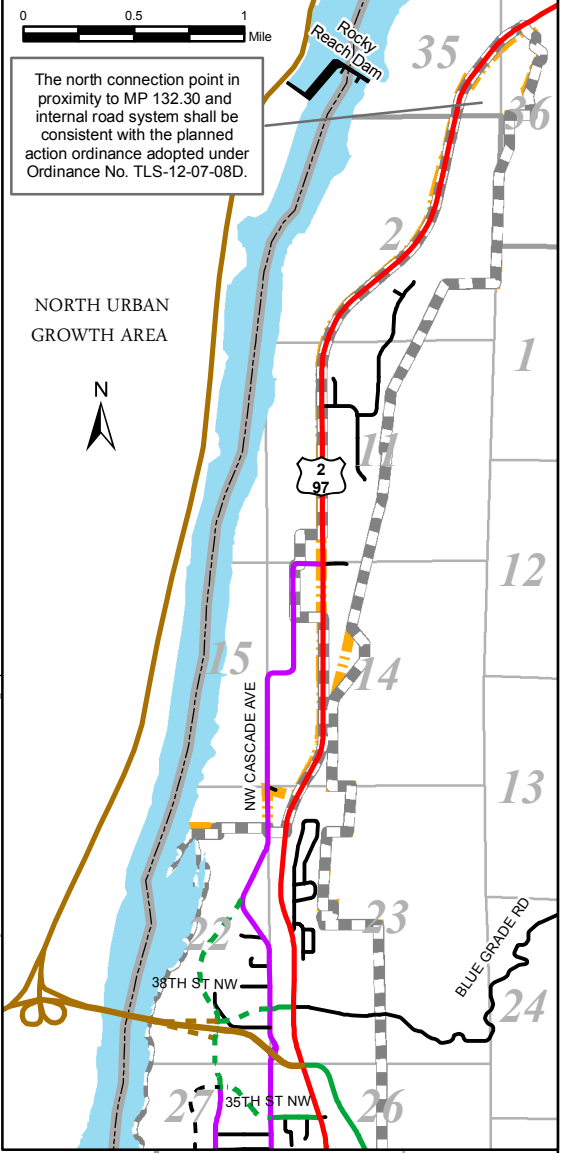 0 0.5 1
Mile
Rocky
Reach Dam
35
The north connection point in
proximity to MP 132.30 and
internal road system shall be
consistent with the planned
action ordinance adopted under
Ordinance No. TLS-12-07-08D.
36
2
NORTH URBAN
GROWTH AREA
1
N
11
2
97
12
15
14
NW CASCADE AVE
13
23
22
BLUE GRADE RD
38TH ST NW
24
27
35TH ST NW
26